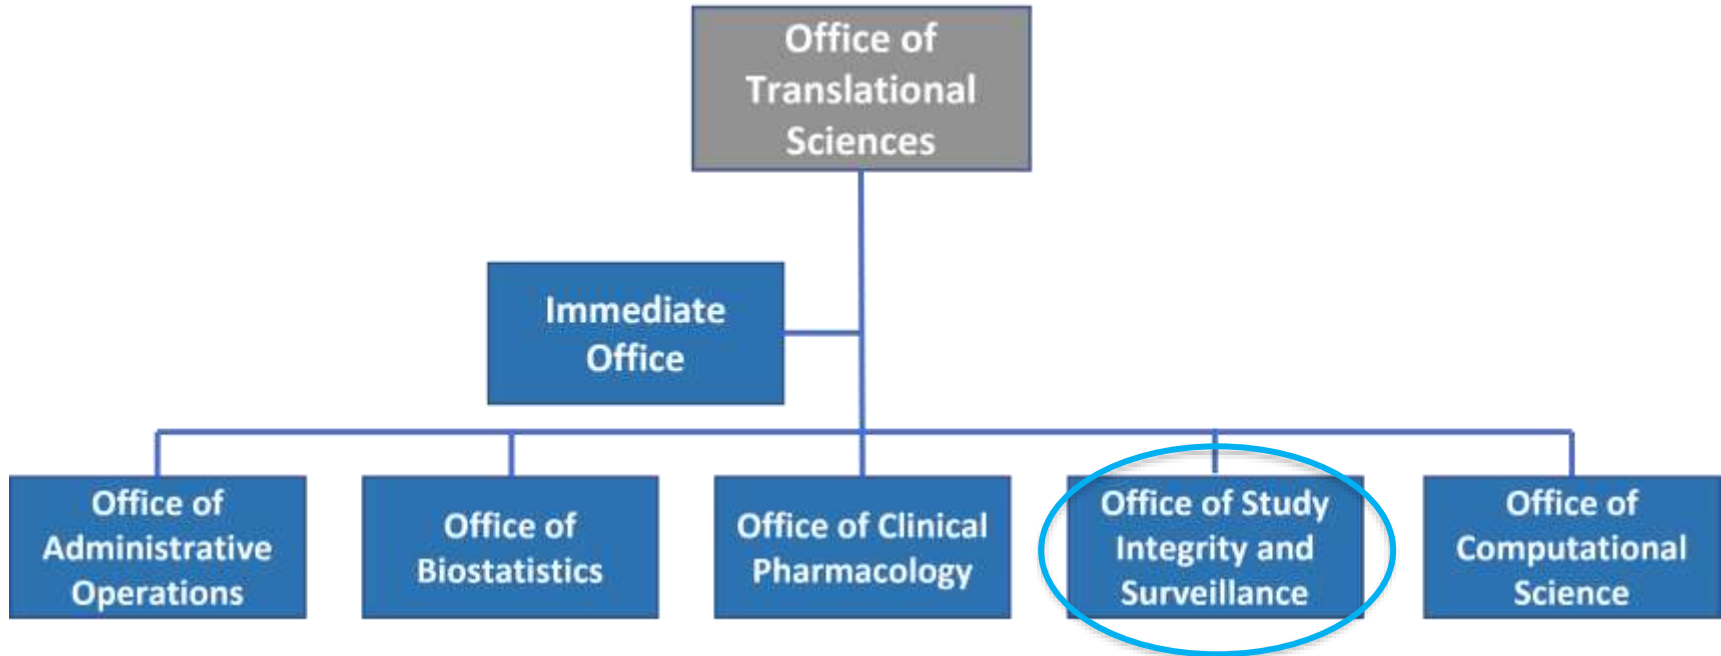 Office of
Translational
Sciences
Immediate
Office
Office of
Administrative
Operations
Office of
Biostatistics
Office of Clinical
Pharmacology
Office of Study
Integrity and
Surveillance
Office of
Computational
Science